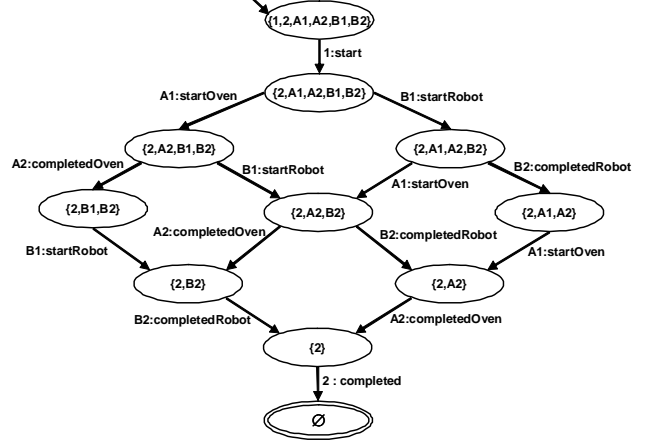 {1,2,A1,A2,B1,B2}
1:start
{2,A1,A2,B1,B2}
A1:startOven
B1:startRobot
{2,A2,B1,B2}
{2,A1,A2,B2}
A2:completedOven
B1:startRobot
A1:startOven
B2:completedRobot
{2,B1,B2}
{2,A2,B2}
{2,A1,A2}
B1:startRobot
A2:completedOven
B2:completedRobot
A1:startOven
{2,B2}
{2,A2}
B2:completedRobot
A2:completedOven
{2}
2 : completed
∅